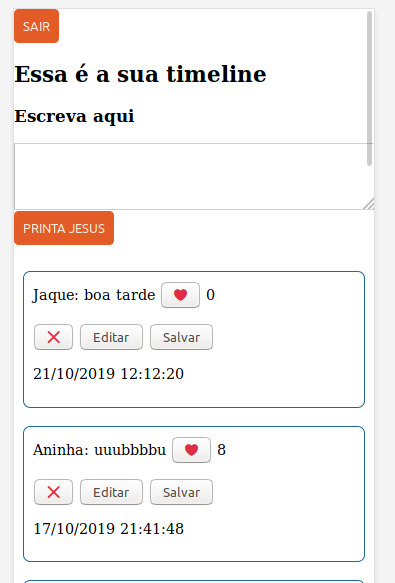 SAIR
Essa é a sua timeline
Escreva aqui
PRINTA JESUS
Jaque: boa tarde 0
Editar Salvar
21/10/2019 12:12:20
Aninha: uuubbbbu 8
Editar Salvar
17/10/2019 21:41:48